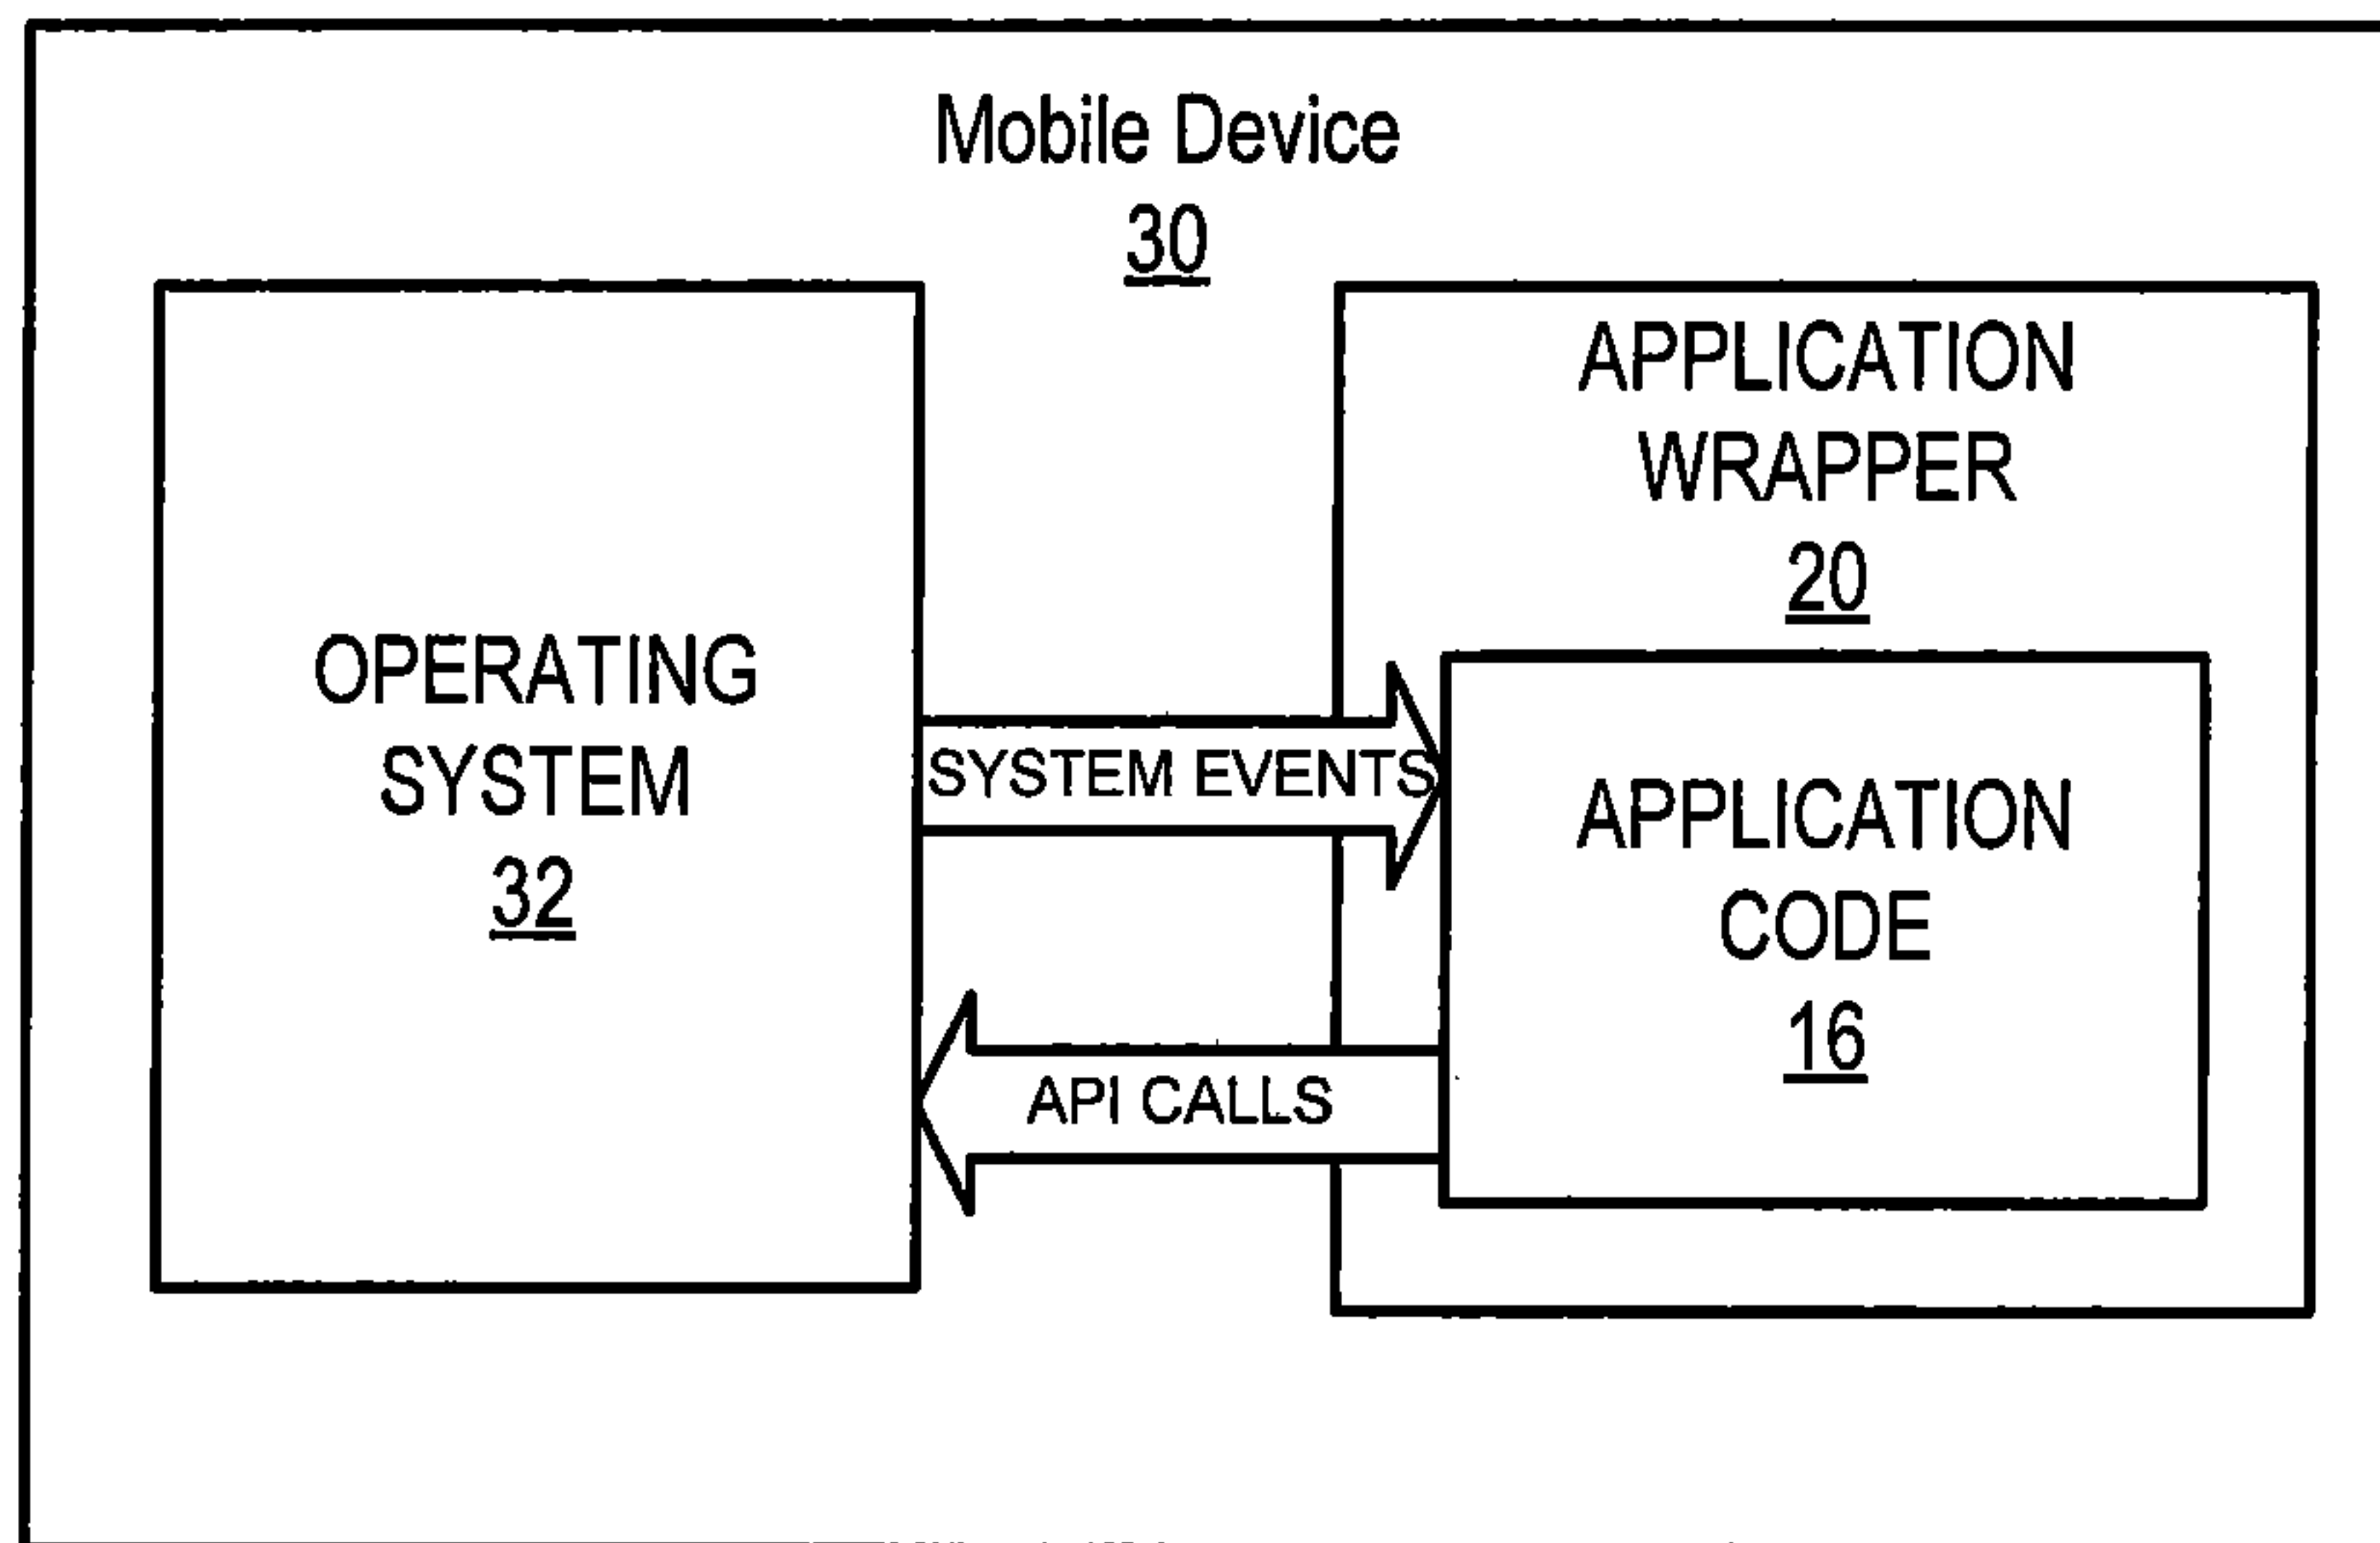 Mobile Device
30
APPLICATION
WRAPPER
20
OPERATING
SYSTEM
32
SYSTEM EVENTS
APPLICATION
CODE
16
API CALLS